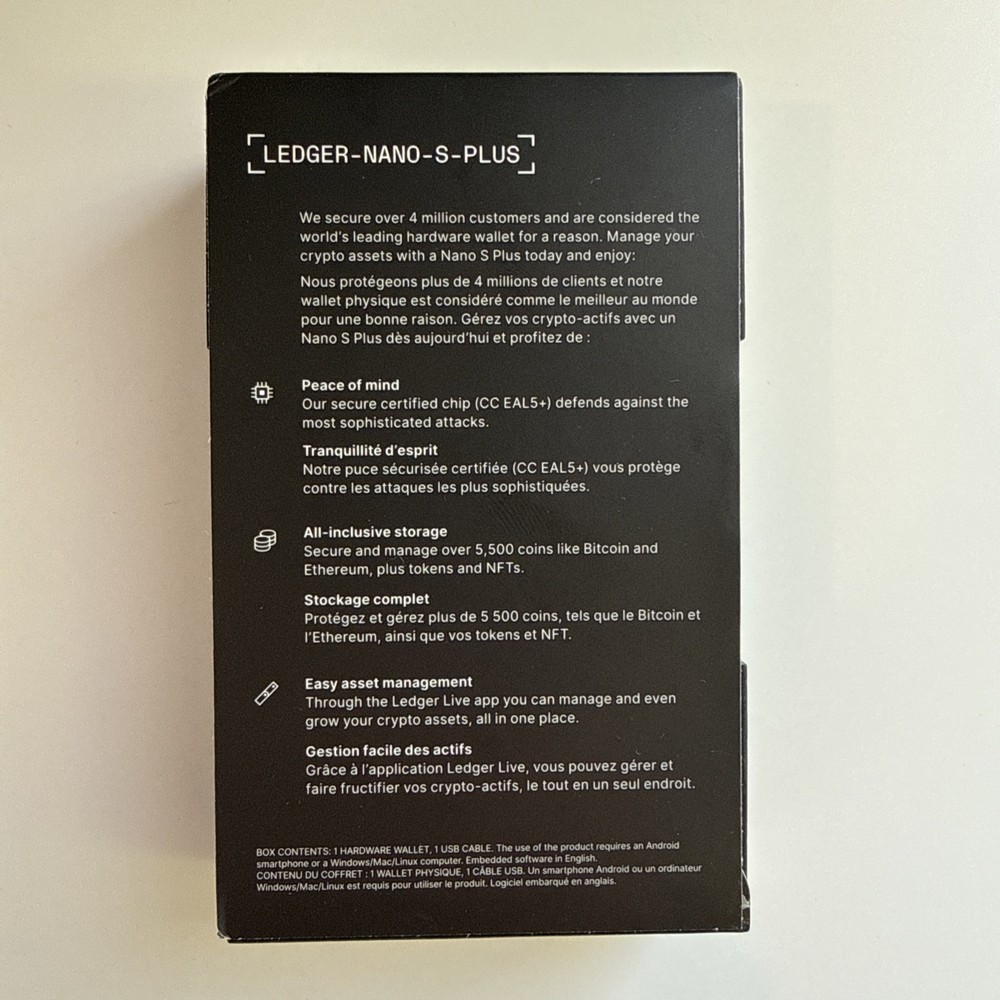 LEDGER-NANO-S-PLUS
We secure over 4 million customers and are considered the
world's leading hardware wallet for a reason. Manage your
crypto assets with a Nano S Plus today and enjoy:
Nous protégeons plus de 4 millions de clients et notre
wallet physique est considéré comme le meilleur au monde
pour une bonne raison. Gérez vos crypto-actifs avec un
Nano S Plus dès aujourd'hui et profitez de :
Peace of mind
Our secure certified chip (CC EAL5+) defends against the
most sophisticated attacks.
Tranquillité d'esprit
Notre puce sécurisée certifiée (CC EAL5+) vous protège
contre les attaques les plus sophistiquées.
All-inclusive storage
Secure and manage over 5,500 coins like Bitcoin and
Ethereum, plus tokens and NFTs.
Stockage complet
Protégez et gérez plus de 5 500 coins, tels que le Bitcoin et
l'Ethereum, ainsi que vos tokens et NFT.
Easy asset management
Through the Ledger Live app you can manage and even
grow your crypto assets, all in one place.
Gestion facile des actifs
Grâce à l'application Ledger Live, vous pouvez gérer et
faire fructifier vos crypto-actifs, le tout en un seul endroit.
BOX CONTENTS: 1 HARDWARE WALLET, 1 USB CABLE. The use of the product requires an Android
smartphone or a Windows/Mac/Linux computer. Embedded software in English.
CONTENU DU COFFRET : 1 WALLET PHYSIQUE, 1 CÂBLE USB. Un smartphone Android ou un ordinateur
Windows/Mac/Linux est requis pour utiliser le produit. Logiciel embarqué en anglais.